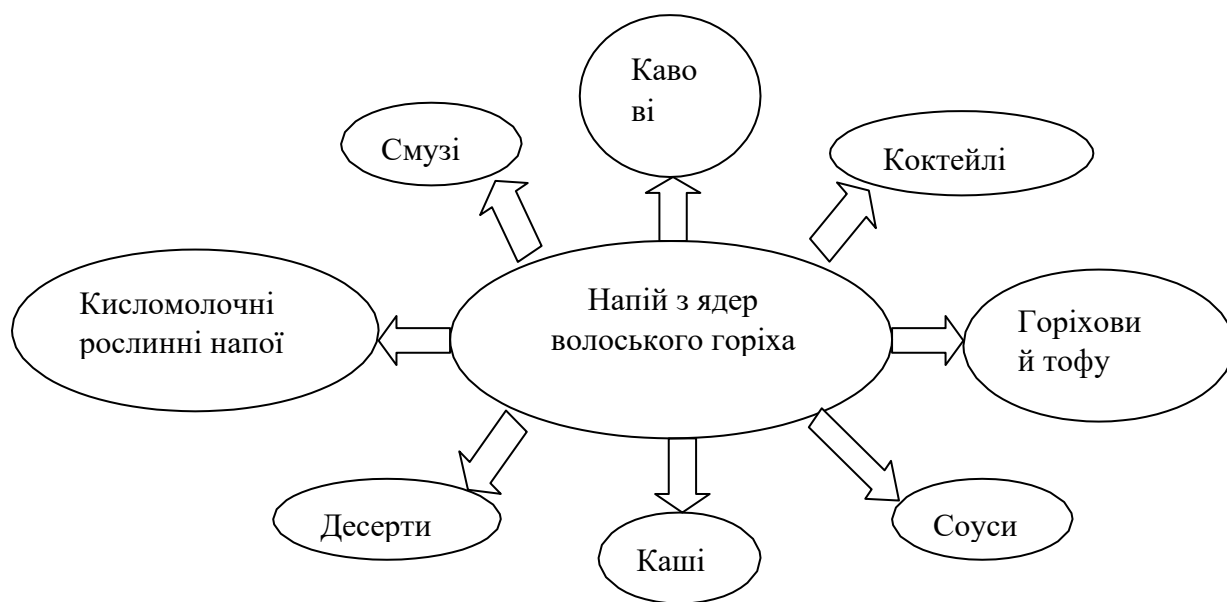 Каво
ві
Смузі
Коктейлі
Кисломолочні
рослинні напої
Напій з ядер
волоського горіха
Горіхови
й тофу
Десерти
Каші
Соуси